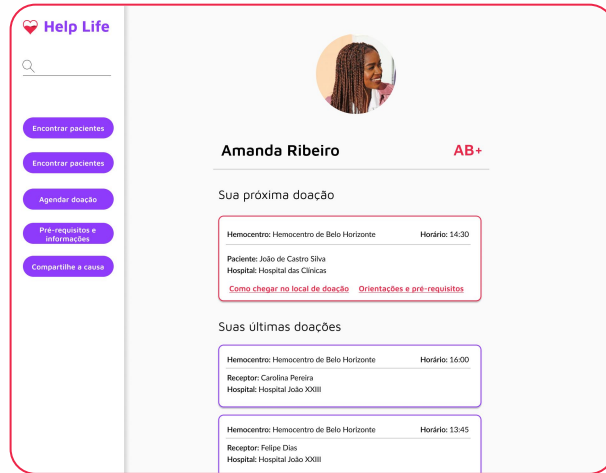 Help Life
Encontrar pacientes
Encontrar pacientes
Agendar doação
Pré-requisitos e
informações
Compartilhe a causa
Amanda Ribeiro AB+
Sua próxima doação
Hemocentro: Hemocentro de Belo Horizonte Horário: 14:30
Paciente: João de Castro Silva
Hospital: Hospital das Clínicas
Como chegar no local de doação Orientações e pré-requisitos
Suas últimas doações
Hemocentro: Hemocentro de Belo Horizonte Horário: 16:00
Receptor: Carolina Pereira
Hospital: Hospital João XXIII
Hemocentro: Hemocentro de Belo Horizonte Horário: 13:45
Receptor: Felipe Dias
Hospital: Hospital João XXIII